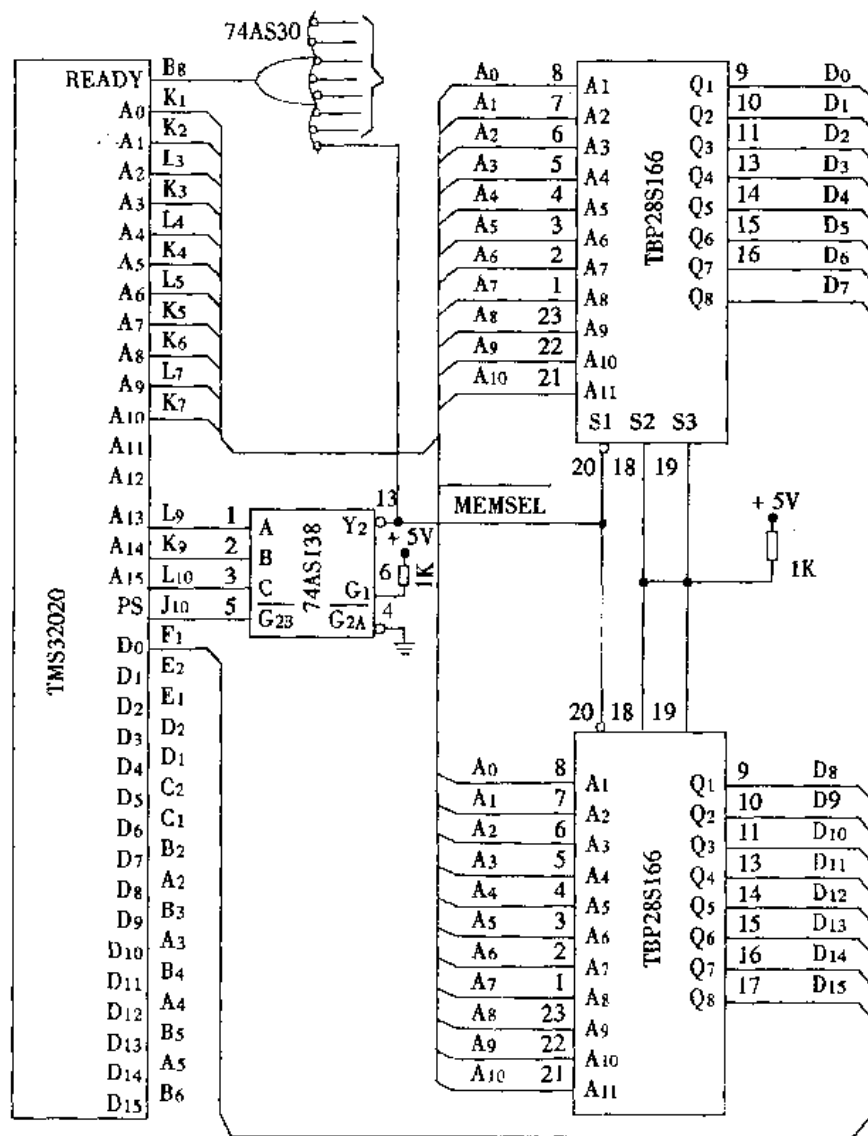 74AS30
TMS32020
READY B8
A0 K1
A1 K2
A2 L3
A3 K3
A4 L4
A5 K4
A6 L5
A7 K5
A8 K6
A9 L7
A10 K7
A11
A12
A13 L9
A14 K9
A15 L10
PS J10
D0 F1
D1 E2
D2 E1
D3 D2
D4 D1
D5 C2
D6 C1
D7 B2
D8 A2
D9 B3
D10 A3
D11 B4
D12 A4
D13 B5
D14 A5
D15 B6
74AS138
1 A Y2 13
2 B
3 C G1 6
5 G2B G2A 4
+5V
1K
MEMSEL
TBP28S166
A0 8 A1 Q1 9 D0
A1 7 A2 Q2 10 D1
A2 6 A3 Q3 11 D2
A3 5 A4 Q4 13 D3
A4 4 A5 Q5 14 D4
A5 3 A6 Q6 15 D5
A6 2 A7 Q7 16 D6
A7 1 A8 Q8 D7
A8 23 A9
A9 22 A10
A10 21 A11
S1 S2 S3
20 18 19
+5V
1K
20 18 19
TBP28S166
A0 8 A1 Q1 9 D8
A1 7 A2 Q2 10 D9
A2 6 A3 Q3 11 D10
A3 5 A4 Q4 13 D11
A4 4 A5 Q5 14 D12
A5 3 A6 Q6 15 D13
A6 2 A7 Q7 16 D14
A7 1 A8 Q8 17 D15
A8 23 A9
A9 22 A10
A10 21 A11